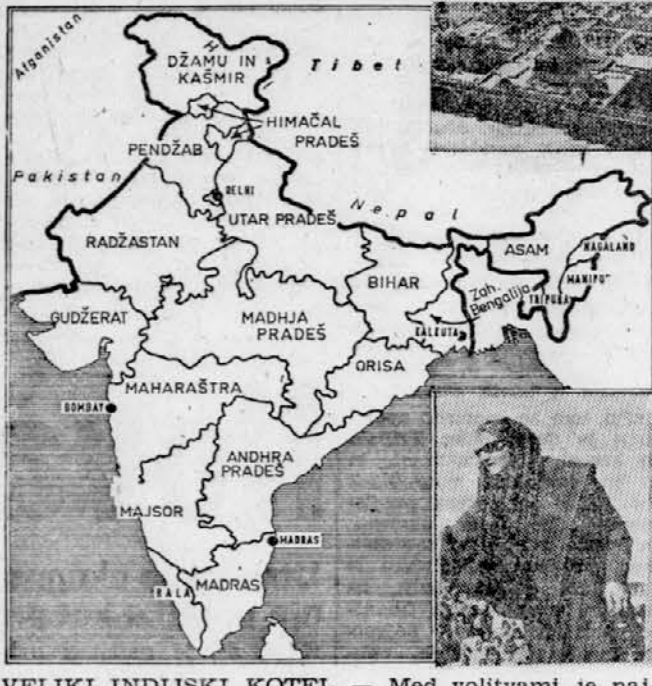 Afganistan
H
DŽAMU IN
KAŠMIR
Tibet
HIMAČAL
PRADEŠ
PENDŽAB
Pakistan
DELHI
Nepal
UTAR PRADEŠ
RADŽASTAN
ASAM
NAGALAND
BIHAR
MANIPU
Zah.
Bengalija
TRIPURA
GUDŽERAT
MADHJA
PRADEŠ
KALKUTA
ORISA
MAHARAŠTRA
BOMBAY
ANDHRA
PRADEŠ
MAJSOR
MADRAS
RALA
MADRAS
VELIKI INDIJSKI KOTEL — Med volitvami je naj